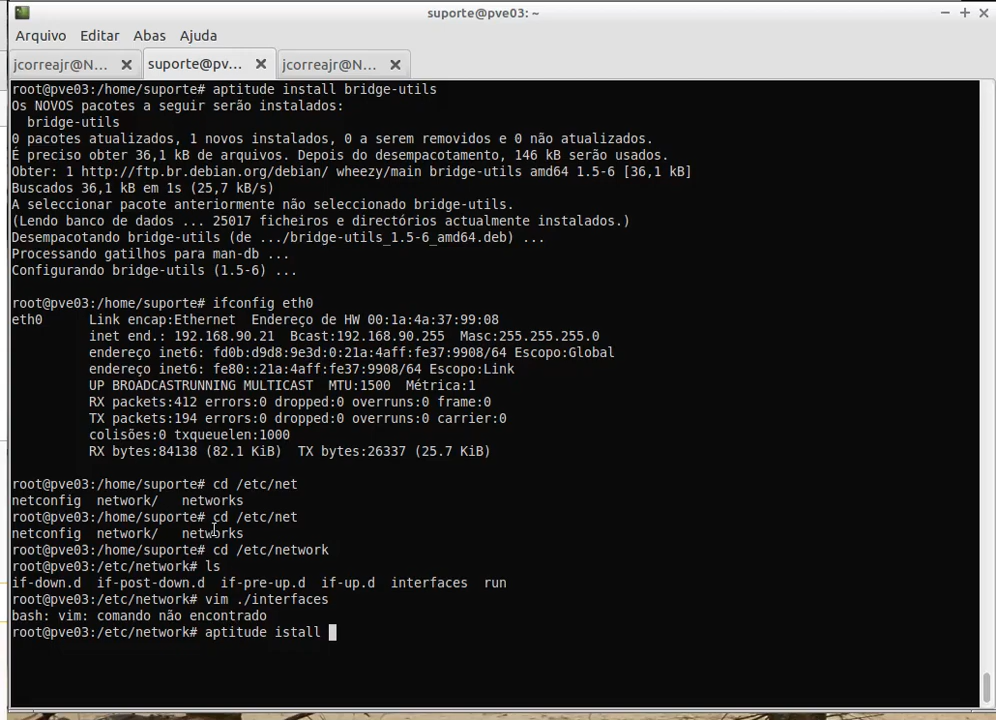 suporte@pve03: ~
Arquivo Editar Abas Ajuda
jcorreajr@N... suporte@pv... jcorreajr@N...
root@pve03:/home/suporte# aptitude install bridge-utils
Os NOVOS pacotes a seguir serão instalados:
  bridge-utils
0 pacotes atualizados, 1 novos instalados, 0 a serem removidos e 0 não atualizados.
É preciso obter 36,1 kB de arquivos. Depois do desempacotamento, 146 kB serão usados.
Obter: 1 http://ftp.br.debian.org/debian/ wheezy/main bridge-utils amd64 1.5-6 [36,1 kB]
Buscados 36,1 kB em 1s (25,7 kB/s)
A seleccionar pacote anteriormente não seleccionado bridge-utils.
(Lendo banco de dados ... 25017 ficheiros e directórios actualmente instalados.)
Desempacotando bridge-utils (de .../bridge-utils_1.5-6_amd64.deb) ...
Processando gatilhos para man-db ...
Configurando bridge-utils (1.5-6) ...
root@pve03:/home/suporte# ifconfig eth0
eth0      Link encap:Ethernet  Endereço de HW 00:1a:4a:37:99:08
          inet end.: 192.168.90.21  Bcast:192.168.90.255  Masc:255.255.255.0
          endereço inet6: fd0b:d9d8:9e3d:0:21a:4aff:fe37:9908/64 Escopo:Global
          endereço inet6: fe80::21a:4aff:fe37:9908/64 Escopo:Link
          UP BROADCASTRUNNING MULTICAST  MTU:1500  Métrica:1
          RX packets:412 errors:0 dropped:0 overruns:0 frame:0
          TX packets:194 errors:0 dropped:0 overruns:0 carrier:0
          colisões:0 txqueuelen:1000
          RX bytes:84138 (82.1 KiB)  TX bytes:26337 (25.7 KiB)
root@pve03:/home/suporte# cd /etc/net
netconfig  network/   networks
root@pve03:/home/suporte# cd /etc/net
netconfig  network/   networks
root@pve03:/home/suporte# cd /etc/network
root@pve03:/etc/network# ls
if-down.d  if-post-down.d  if-pre-up.d  if-up.d  interfaces  run
root@pve03:/etc/network# vim ./interfaces
bash: vim: comando não encontrado
root@pve03:/etc/network# aptitude istall